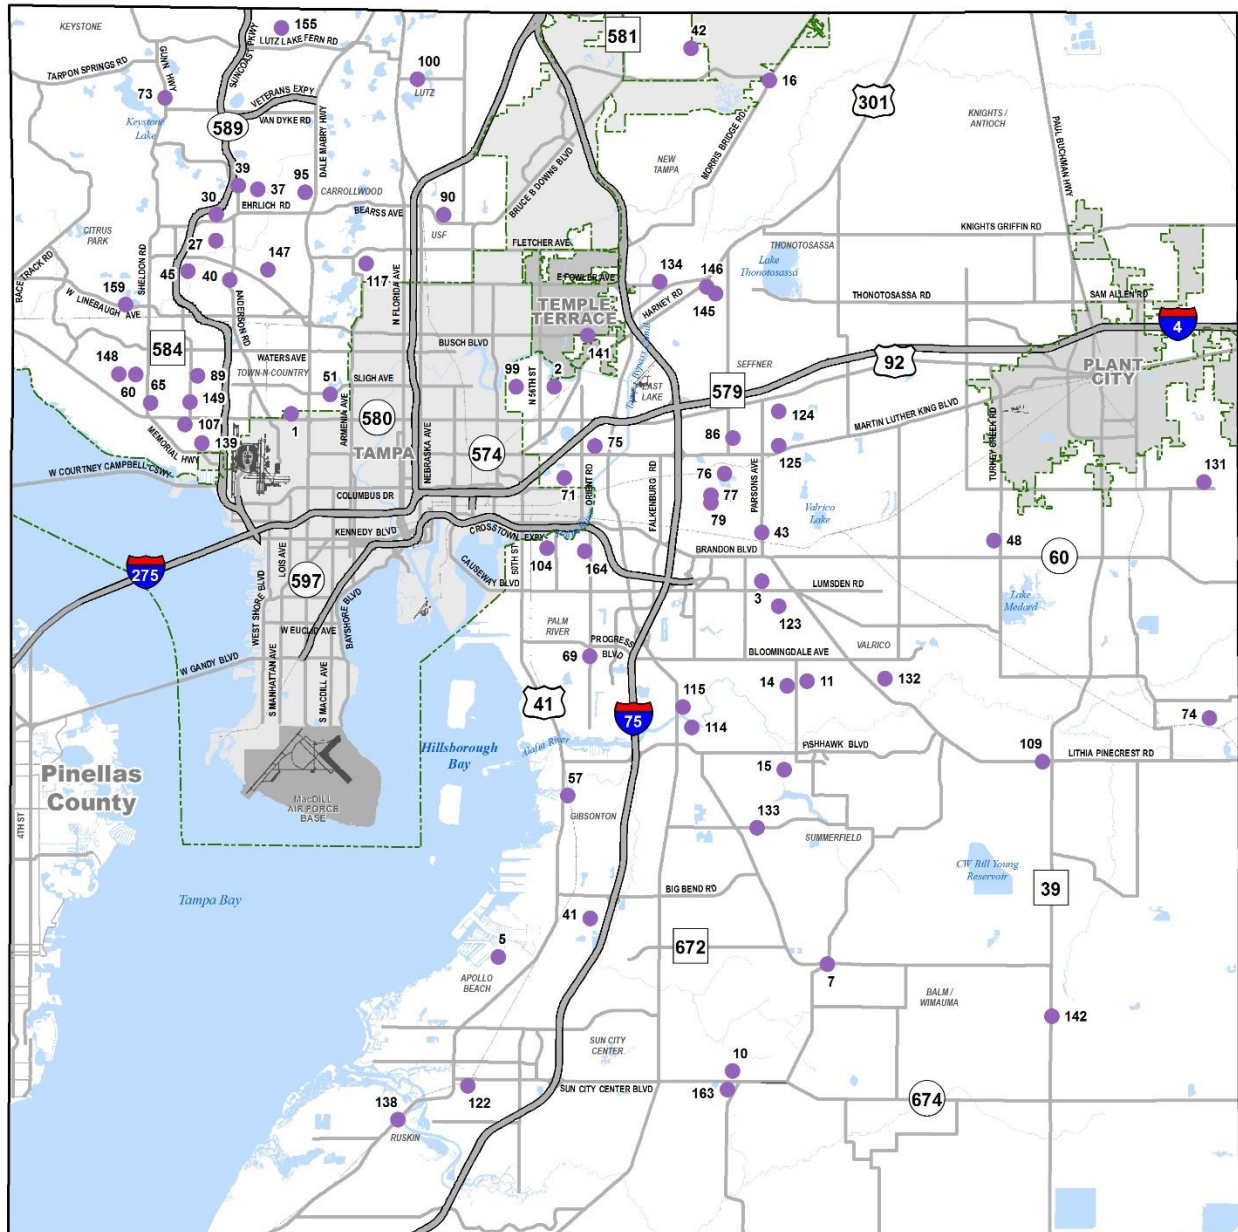 KEYSTONE
155
LUTZ LAKE FERN RD
581
42
TARPON SPRINGS RD
GUNN HWY
SUNCOAST PKWY
100
LUTZ
16
73
VETERANS EXPY
VAN DYKE RD
Keystone
Lake
589
DALE MABRY HWY
301
KNIGHTS /
ANTIOCH
PAUL BUCHMAN HWY
MORRIS BRIDGE RD
NEW
TAMPA
BRUCE B DOWNS BLVD
39
37
95
CARROLLWOOD
30
EHRLICH RD
BEARSS AVE
90
USF
CITRUS
PARK
27
KNIGHTS GRIFFIN RD
FLETCHER AVE
THONOTOSASSA
Lake
Thonotosassa
RACE TRACK RD
SHELDON RD
45
40
147
117
N FLORIDA AVE
E FOWLER AVE
134
146
145
HARNEY RD
THONOTOSASSA RD
SAM ALLEN RD
159
W LINEBAUGH AVE
ANDERSON RD
TEMPLE
TERRACE
4
584
BUSCH BLVD
141
WATERS AVE
TOWN-N-COUNTRY
SEFFNER
92
PLANT
CITY
148
60
65
89
149
51
SLIGH AVE
99
N 56TH ST
2
Tampa Bypass Canal
EAST
LAKE
579
107
139
1
ARMENIA AVE
580
TAMPA
NEBRASKA AVE
574
75
86
124
125
MARTIN LUTHER KING BLVD
TURNEY CREEK RD
MEMORIAL HWY
W COURTNEY CAMPBELL CSWY
COLUMBUS DR
71
ORIENT RD
FALKENBURG RD
76
77
79
PARSONS AVE
Valrico
Lake
131
KENNEDY BLVD
CROSSTOWN EXPY
43
48
60
275
LOIS AVE
597
WEST SHORE BLVD
BAYSHORE BLVD
CAUSEWAY BLVD
50TH ST
104
164
BRANDON BLVD
LUMSDEN RD
3
123
Lake
Medard
W EUCLID AVE
PALM
RIVER
PROGRESS
BLVD
69
BLOOMINGDALE AVE
VALRICO
W GANDY BLVD
S MANHATTAN AVE
S MACDILL AVE
14
11
132
41
75
115
114
74
Hillsborough
Bay
Alafia River
FISHHAWK BLVD
109
LITHIA PINECREST RD
Pinellas
County
15
MacDILL
AIR FORCE
BASE
57
GIBSONTON
133
SUMMERFIELD
4TH ST
CW Bill Young
Reservoir
Tampa Bay
BIG BEND RD
39
41
5
672
APOLLO
BEACH
7
BALM /
WIMAUMA
142
SUN CITY
CENTER
10
122
SUN CITY CENTER BLVD
163
674
138
RUSKIN